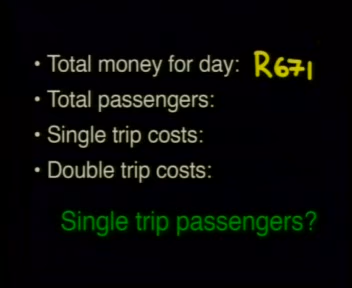 • Total money for day: R671
• Total passengers:
• Single trip costs:
• Double trip costs:
Single trip passengers?